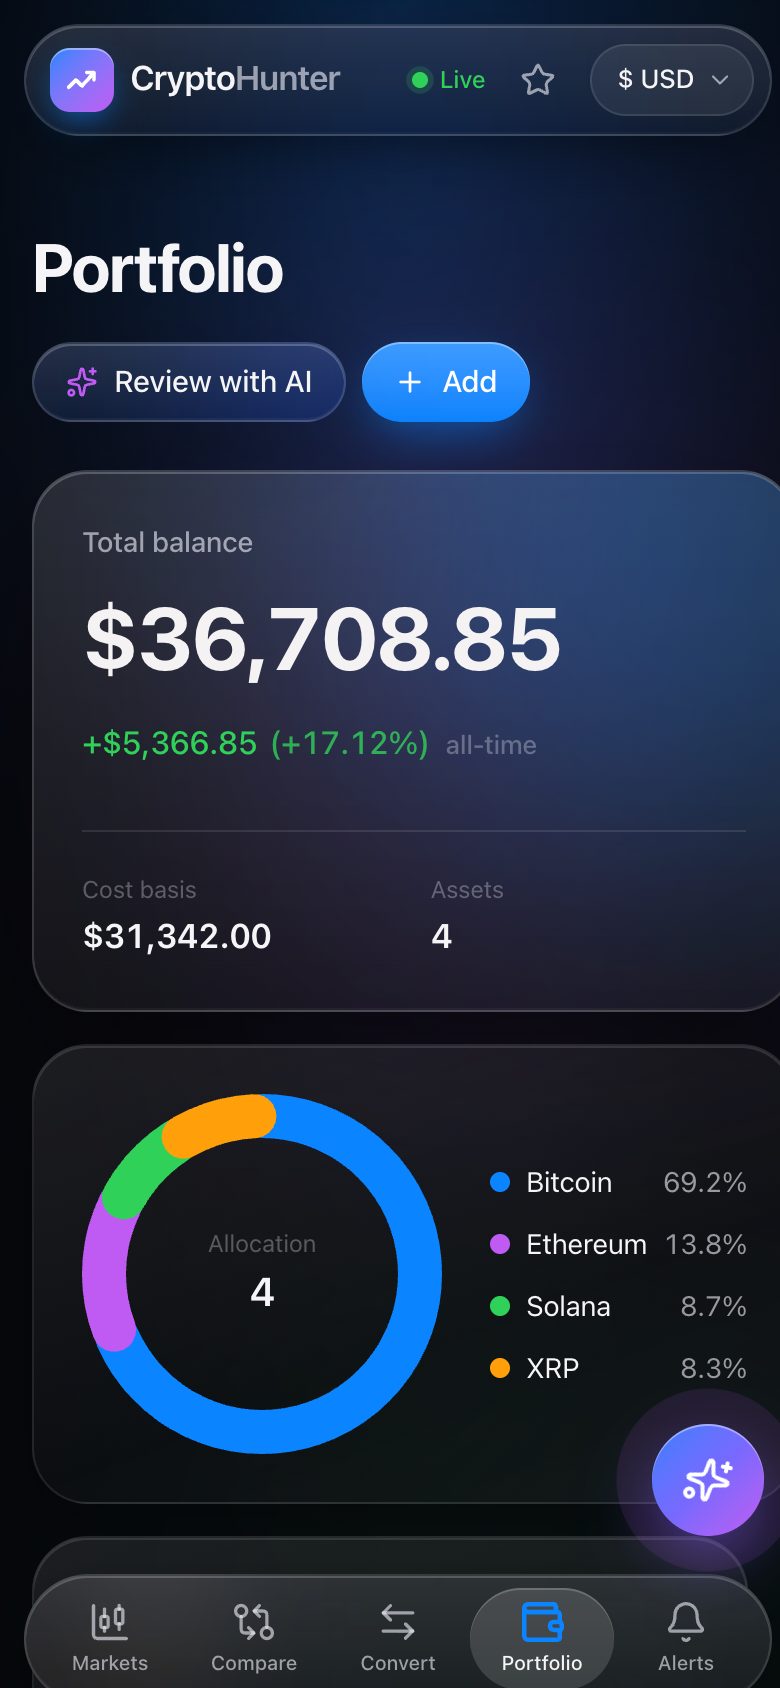 CryptoHunter
Live
$ USD
Portfolio
Review with AI
Add
Total balance
$36,708.85
+$5,366.85 (+17.12%) all-time
Cost basis
Assets
$31,342.00
4
Allocation
4
Bitcoin 69.2%
Ethereum 13.8%
Solana 8.7%
XRP 8.3%
Markets
Compare
Convert
Portfolio
Alerts